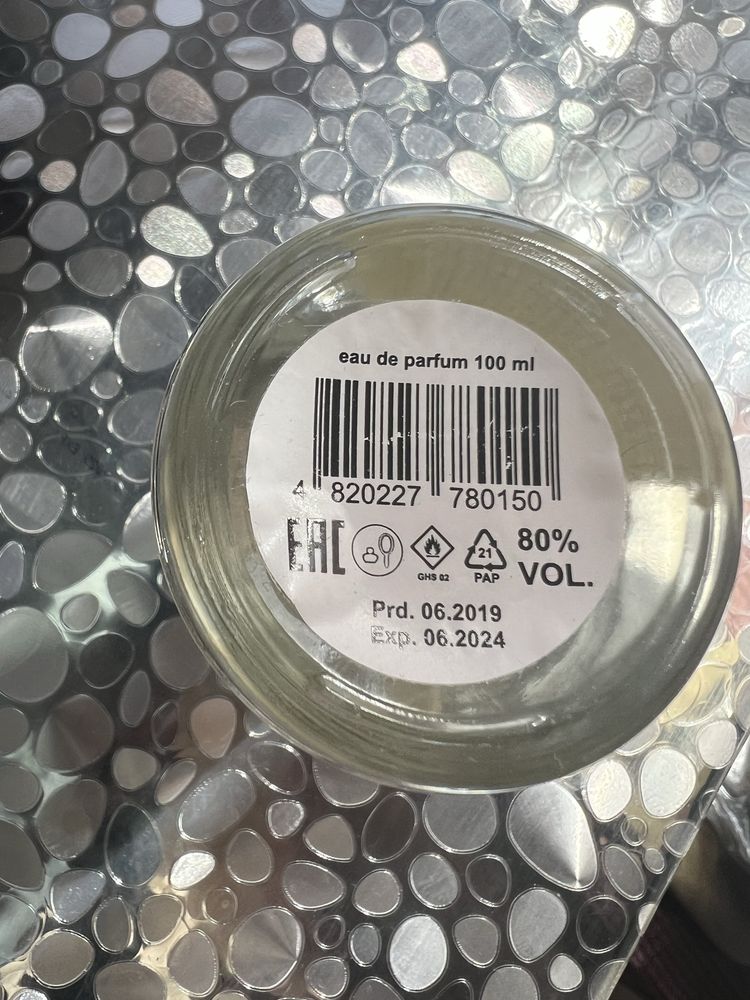 eau de parfum 100 ml
4 820227 780150
EAC
GHS 02
21
PAP
80%
VOL.
Prd. 06.2019
Exp. 06.2024